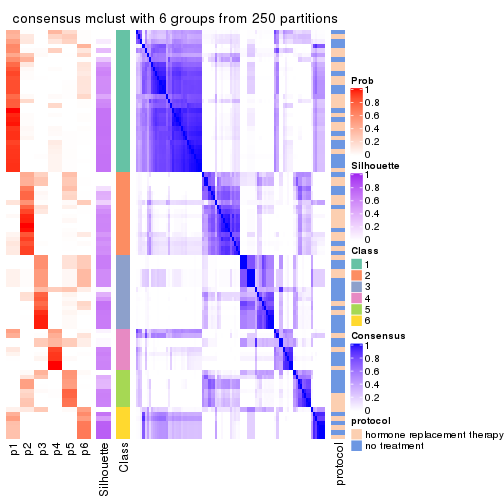 consensus mclust with 6 groups from 250 partitions
Prob
1
0.8
0.6
0.4
0.2
0
Silhouette
1
0.8
0.6
0.4
0.2
0
Class
1
2
3
4
5
6
Consensus
1
0.8
0.6
0.4
0.2
0
protocol
hormone replacement therapy
no treatment
p1
p2
p3
p4
p5
p6
Silhouette
Class
protocol